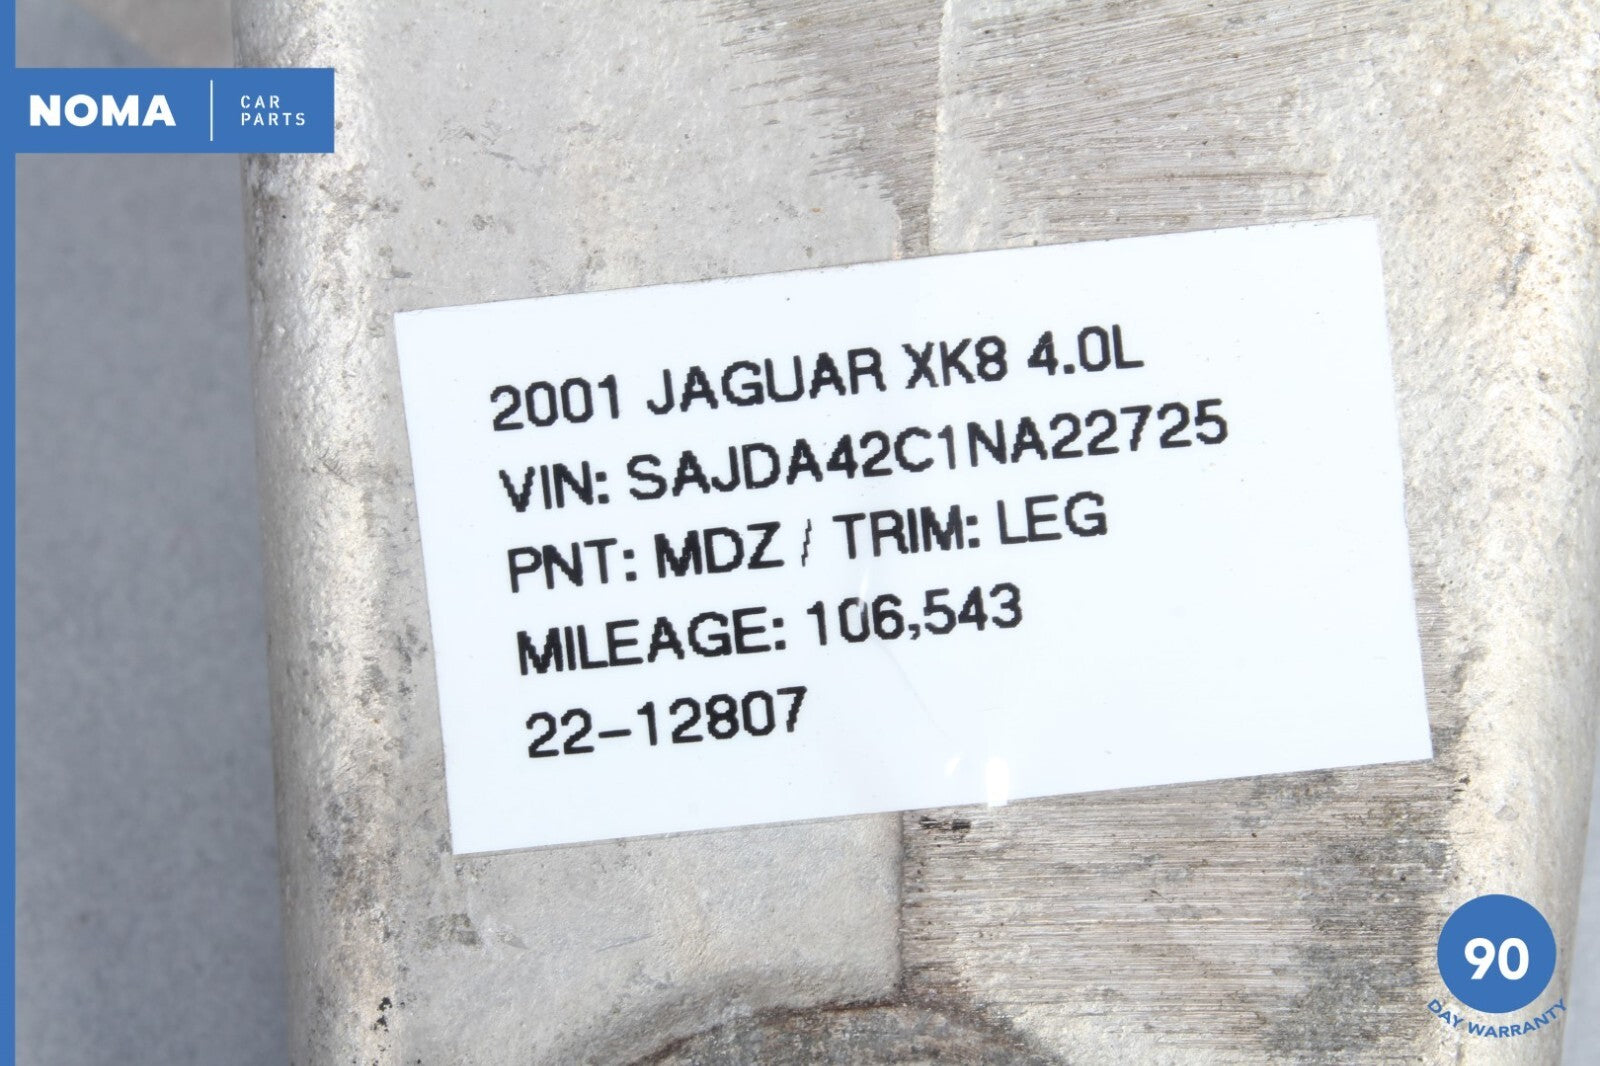 NOMA
CAR
PARTS
2001 JAGUAR XK8 4.0L
VIN: SAJDA42C1NA22725
PNT: MDZ / TRIM: LEG
MILEAGE: 106,543
22-12807
90
DAY WARRANTY